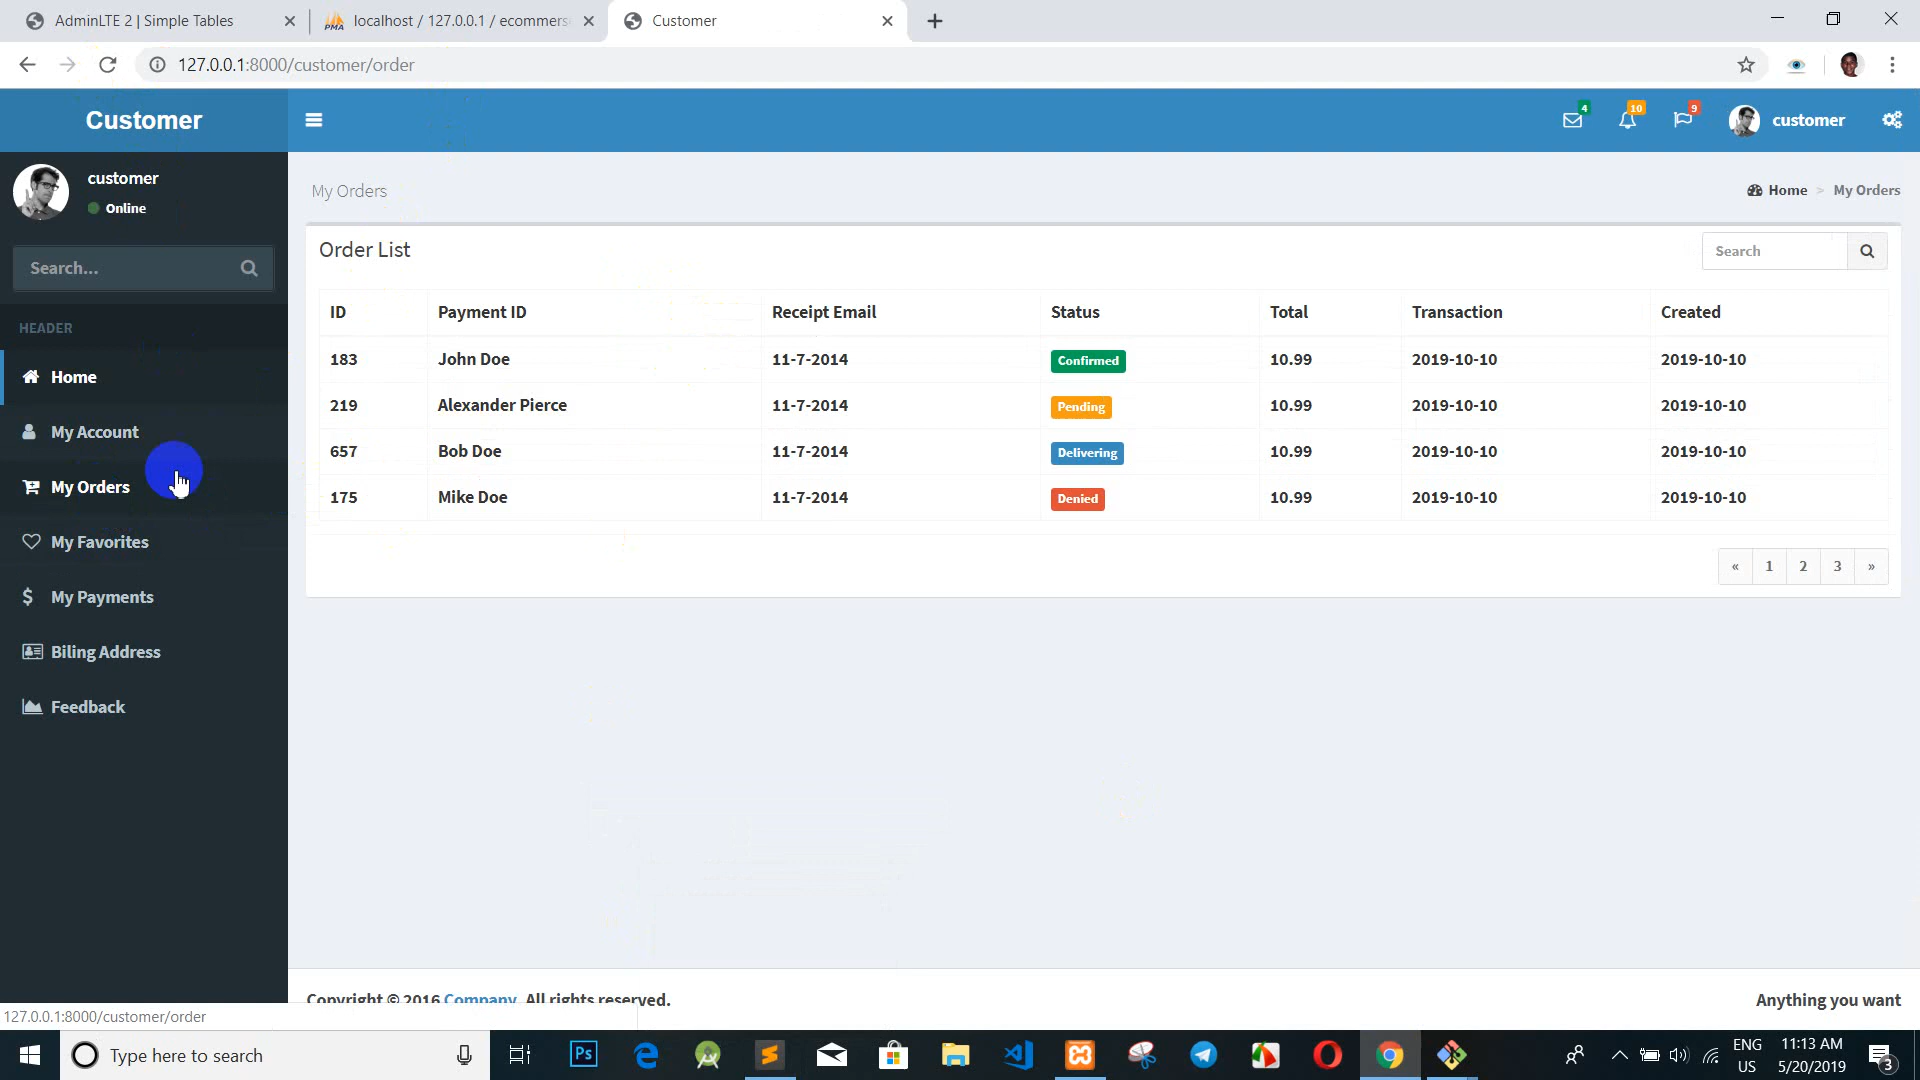 AdminLTE 2 | Simple Tables
PMA localhost / 127.0.0.1 / ecommers
Customer
127.0.0.1:8000/customer/order
Customer
4
10
9
customer
customer
Online
Search...
HEADER
Home
My Account
My Orders
My Favorites
My Payments
Biling Address
Feedback
My Orders
Home > My Orders
Order List
Search
ID Payment ID Receipt Email Status Total Transaction Created
183 John Doe 11-7-2014 Confirmed 10.99 2019-10-10 2019-10-10
219 Alexander Pierce 11-7-2014 Pending 10.99 2019-10-10 2019-10-10
657 Bob Doe 11-7-2014 Delivering 10.99 2019-10-10 2019-10-10
175 Mike Doe 11-7-2014 Denied 10.99 2019-10-10 2019-10-10
« 1 2 3 »
Copyright © 2016 Company. All rights reserved.
Anything you want
127.0.0.1:8000/customer/order
Type here to search
Ps
ENG
US
11:13 AM
5/20/2019
3